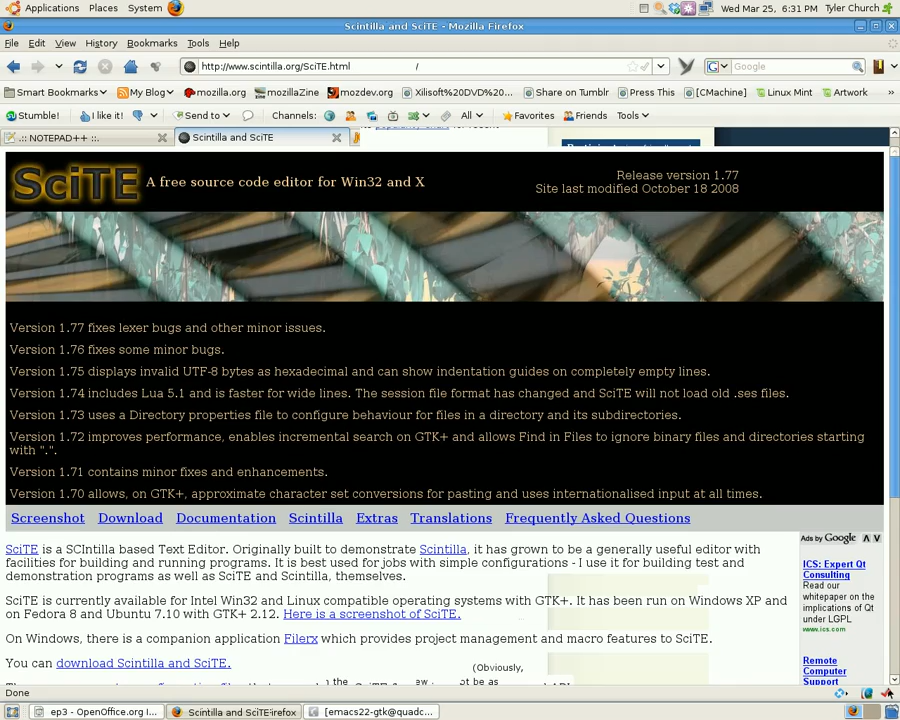 Applications Places System
Wed Mar 25, 6:31 PM Tyler Church
Scintilla and SciTE - Mozilla Firefox
File Edit View History Bookmarks Tools Help
http://www.scintilla.org/SciTE.html
Google
Smart Bookmarks My Blog mozilla.org mozillaZine mozdev.org Xilisoft%20DVD%20... Share on Tumblr Press This [CMachine] Linux Mint Artwork »
Stumble! I like it! Send to Channels: All Favorites Friends Tools
.:: NOTEPAD++ ::. Scintilla and SciTE
SciTE A free source code editor for Win32 and X
Release version 1.77
Site last modified October 18 2008
Version 1.77 fixes lexer bugs and other minor issues.
Version 1.76 fixes some minor bugs.
Version 1.75 displays invalid UTF-8 bytes as hexadecimal and can show indentation guides on completely empty lines.
Version 1.74 includes Lua 5.1 and is faster for wide lines. The session file format has changed and SciTE will not load old .ses files.
Version 1.73 uses a Directory properties file to configure behaviour for files in a directory and its subdirectories.
Version 1.72 improves performance, enables incremental search on GTK+ and allows Find in Files to ignore binary files and directories starting
with ".".
Version 1.71 contains minor fixes and enhancements.
Version 1.70 allows, on GTK+, approximate character set conversions for pasting and uses internationalised input at all times.
Screenshot Download Documentation Scintilla Extras Translations Frequently Asked Questions
SciTE is a SCIntilla based Text Editor. Originally built to demonstrate Scintilla, it has grown to be a generally useful editor with
facilities for building and running programs. It is best used for jobs with simple configurations - I use it for building test and
demonstration programs as well as SciTE and Scintilla, themselves.
SciTE is currently available for Intel Win32 and Linux compatible operating systems with GTK+. It has been run on Windows XP and
on Fedora 8 and Ubuntu 7.10 with GTK+ 2.12. Here is a screenshot of SciTE.
On Windows, there is a companion application Filerx which provides project management and macro features to SciTE.
You can download Scintilla and SciTE.
(Obviously,
Ads by Google
ICS: Expert Qt
Consulting
Read our
whitepaper on the
implications of Qt
under LGPL
www.ics.com
Remote
Computer
Support
Done
ep3 - OpenOffice.org I... Scintilla and SciTE [emacs22-gtk@quadc...